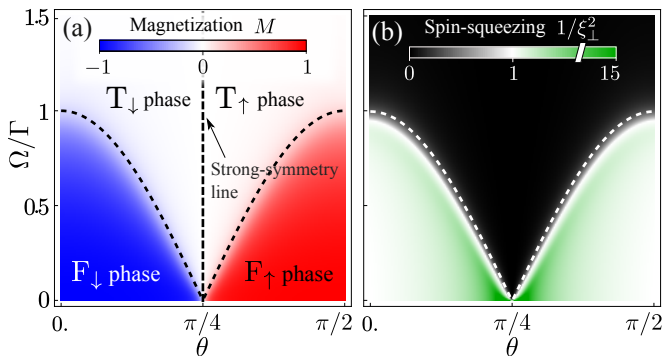 (a) Magnetization M
−1 0 1
T↓ phase T↑ phase
Strong-symmetry
line
F↓ phase F↑ phase
1.5
1
0.5
0
Ω/Γ
0. π/4 π/2
θ
(b) Spin-squeezing 1/ξ²⊥
0 1 15
0. π/4 π/2
θ